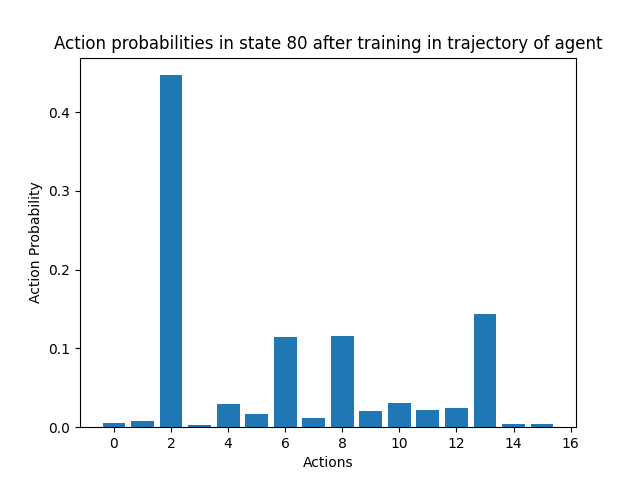 Action probabilities in state 80 after training in trajectory of agent
0.4
0.3
0.2
0.1
0.0
Action Probability
0 2 4 6 8 10 12 14 16
Actions